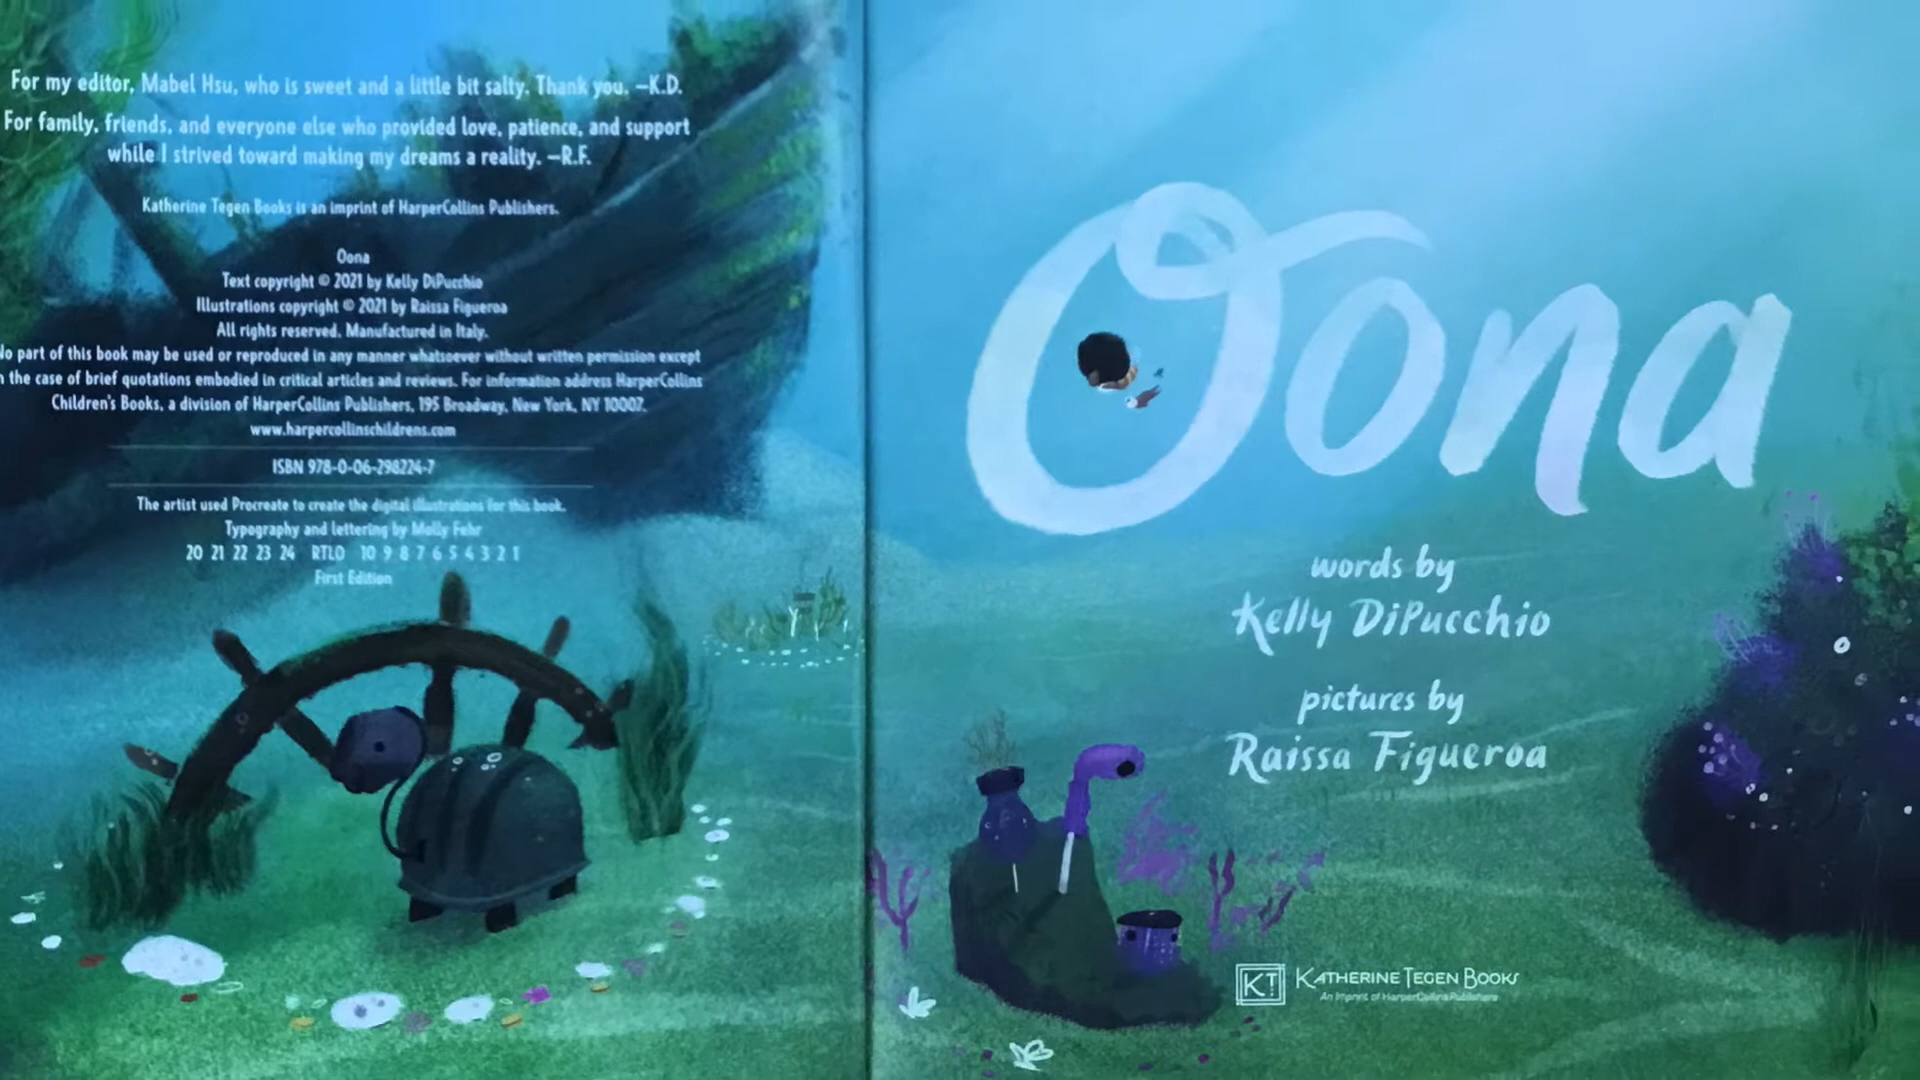 For my editor, Mabel Hsu, who is sweet and a little bit salty. Thank you. —K.D.
For family, friends, and everyone else who provided love, patience, and support
while I strived toward making my dreams a reality. —R.F.
Katherine Tegen Books is an imprint of HarperCollins Publishers.
Oona
Text copyright © 2021 by Kelly DiPucchio
Illustrations copyright © 2021 by Raissa Figueroa
All rights reserved. Manufactured in Italy.
No part of this book may be used or reproduced in any manner whatsoever without written permission except
the case of brief quotations embodied in critical articles and reviews. For information address HarperCollins
Children's Books, a division of HarperCollins Publishers, 195 Broadway, New York, NY 10007.
www.harpercollinschildrens.com
ISBN 978-0-06-298224-7
The artist used Procreate to create the digital illustrations for this book.
Typography and lettering by Molly Fehr
20 21 22 23 24 RTLO 10 9 8 7 6 5 4 3 2 1
First Edition
Oona
words by
Kelly DiPucchio
pictures by
Raissa Figueroa
KT KATHERINE TEGEN BOOKS
An Imprint of HarperCollins Publishers